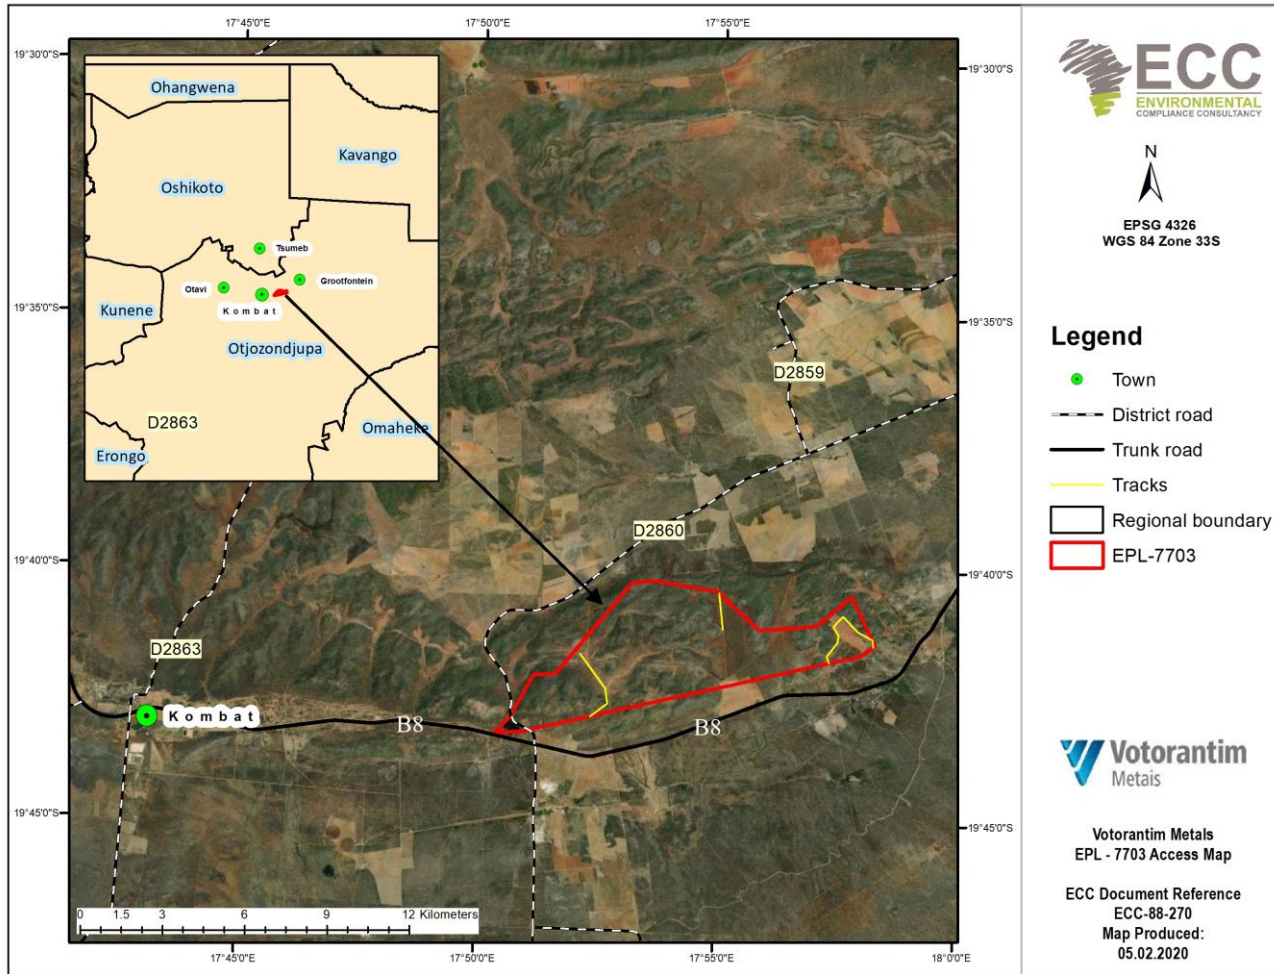 17°45'0"E
17°50'0"E
17°55'0"E
19°30'0"S
19°30'0"S
Ohangwena
Kavango
Oshikoto
Tsumeb
Grootfontein
Otavi
Kombat
Kunene
Otjozondjupa
D2863
Omaheke
Erongo
19°35'0"S
19°35'0"S
D2859
D2860
19°40'0"S
19°40'0"S
D2863
Kombat
B8
B8
19°45'0"S
19°45'0"S
0 1.5 3 6 9 12 Kilometers
17°45'0"E
17°50'0"E
17°55'0"E
18°0'0"E
ECC
ENVIRONMENTAL
COMPLIANCE CONSULTANCY
N
EPSG 4326
WGS 84 Zone 33S
Legend
Town
District road
Trunk road
Tracks
Regional boundary
EPL-7703
Votorantim
Metais
Votorantim Metals
EPL - 7703 Access Map
ECC Document Reference
ECC-88-270
Map Produced:
05.02.2020